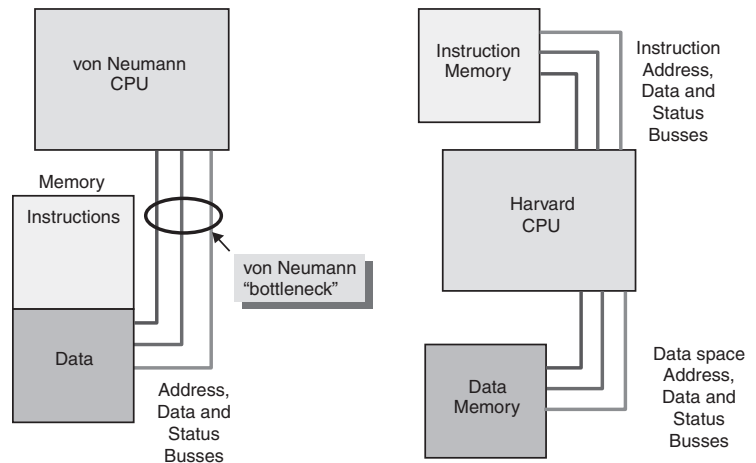 von Neumann
CPU
Memory
Instructions
von Neumann
“bottleneck”
Data
Address,
Data and
Status
Busses
Instruction
Memory
Instruction
Address,
Data and
Status
Busses
Harvard
CPU
Data
Memory
Data space
Address,
Data and
Status
Busses